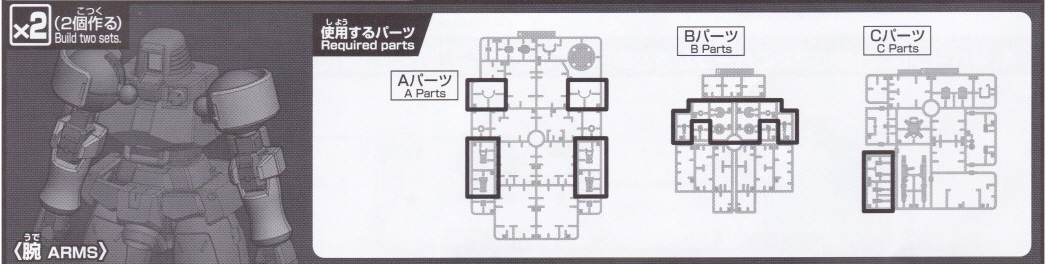 ×2
こつく
(2個作る)
Build two sets.
しよう
使用するパーツ
Required parts
Aパーツ
A Parts
Bパーツ
B Parts
Cパーツ
C Parts
うで
〈腕 ARMS〉